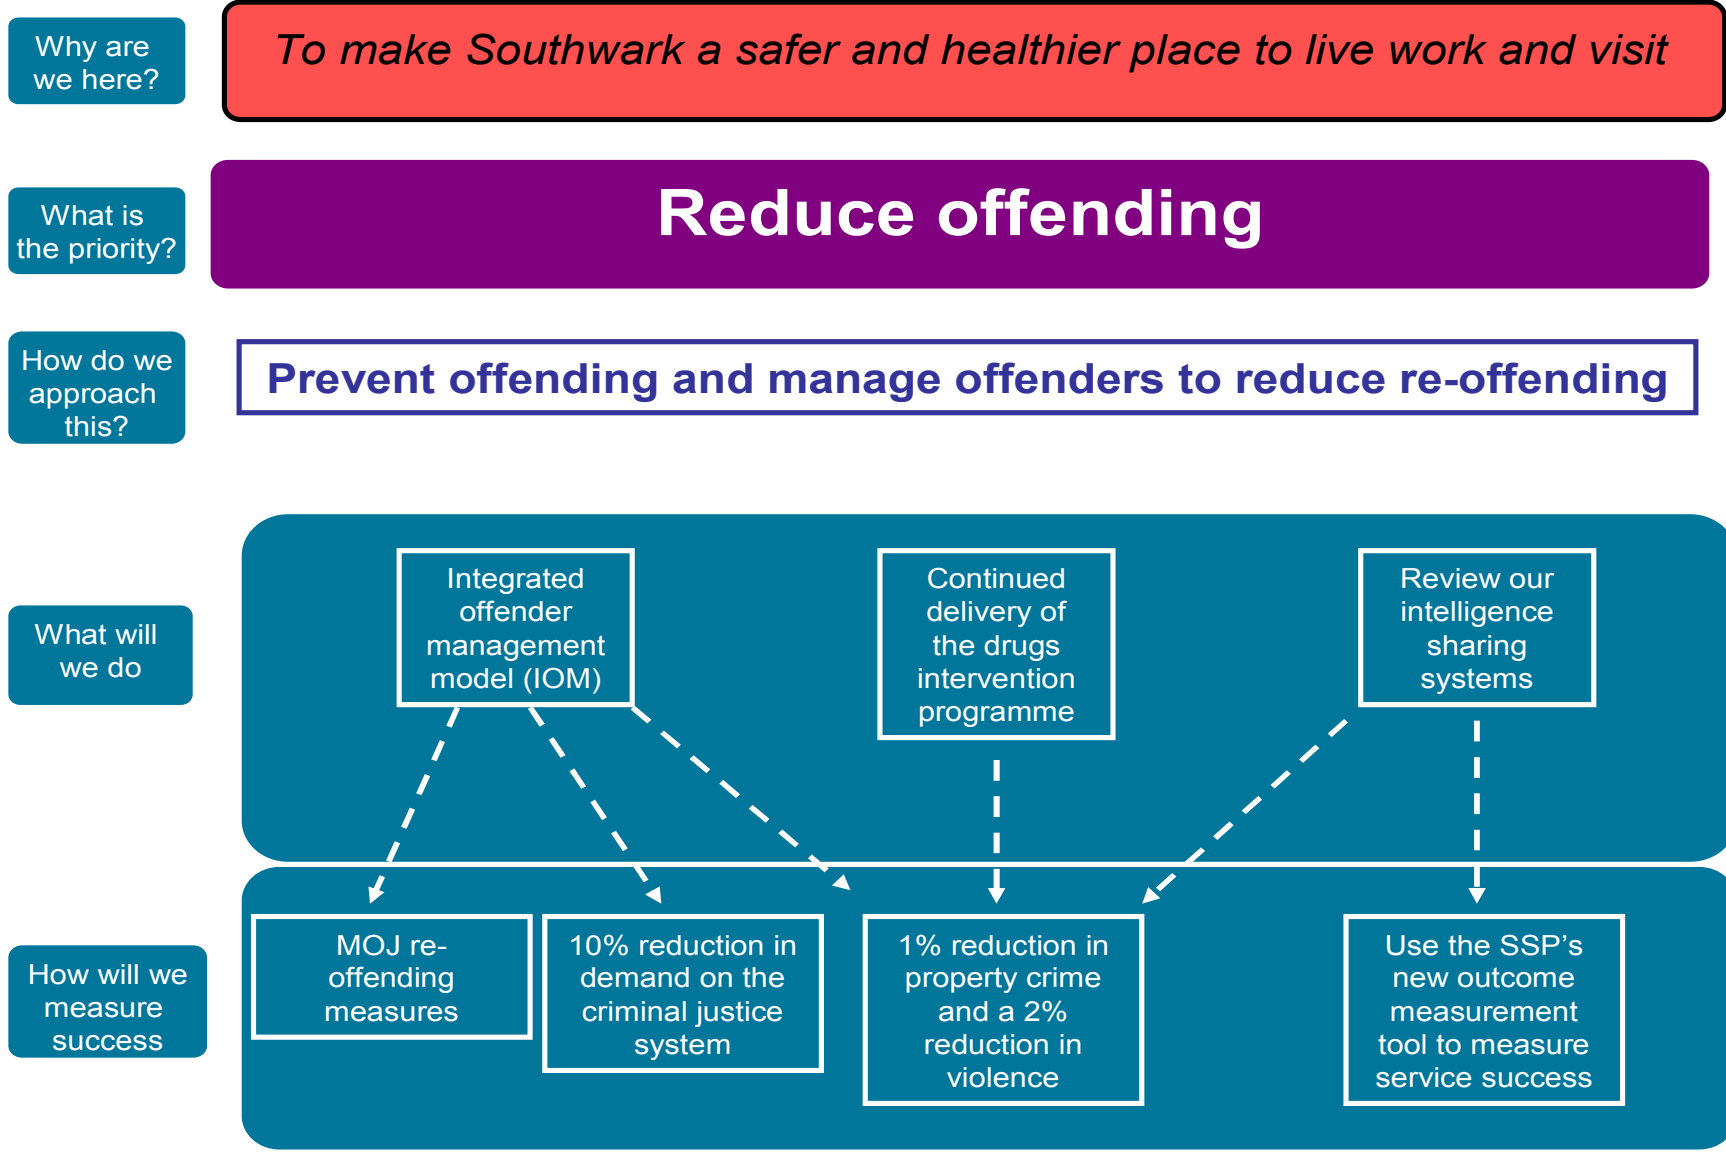 Why are
we here?
To make Southwark a safer and healthier place to live work and visit
What is
the priority?
Reduce offending
How do we
approach
this?
Prevent offending and manage offenders to reduce re-offending
What will
we do
Integrated
offender
management
model (IOM)
Continued
delivery of
the drugs
intervention
programme
Review our
intelligence
sharing
systems
How will we
measure
success
MOJ re-
offending
measures
10% reduction in
demand on the
criminal justice
system
1% reduction in
property crime
and a 2%
reduction in
violence
Use the SSP’s
new outcome
measurement
tool to measure
service success